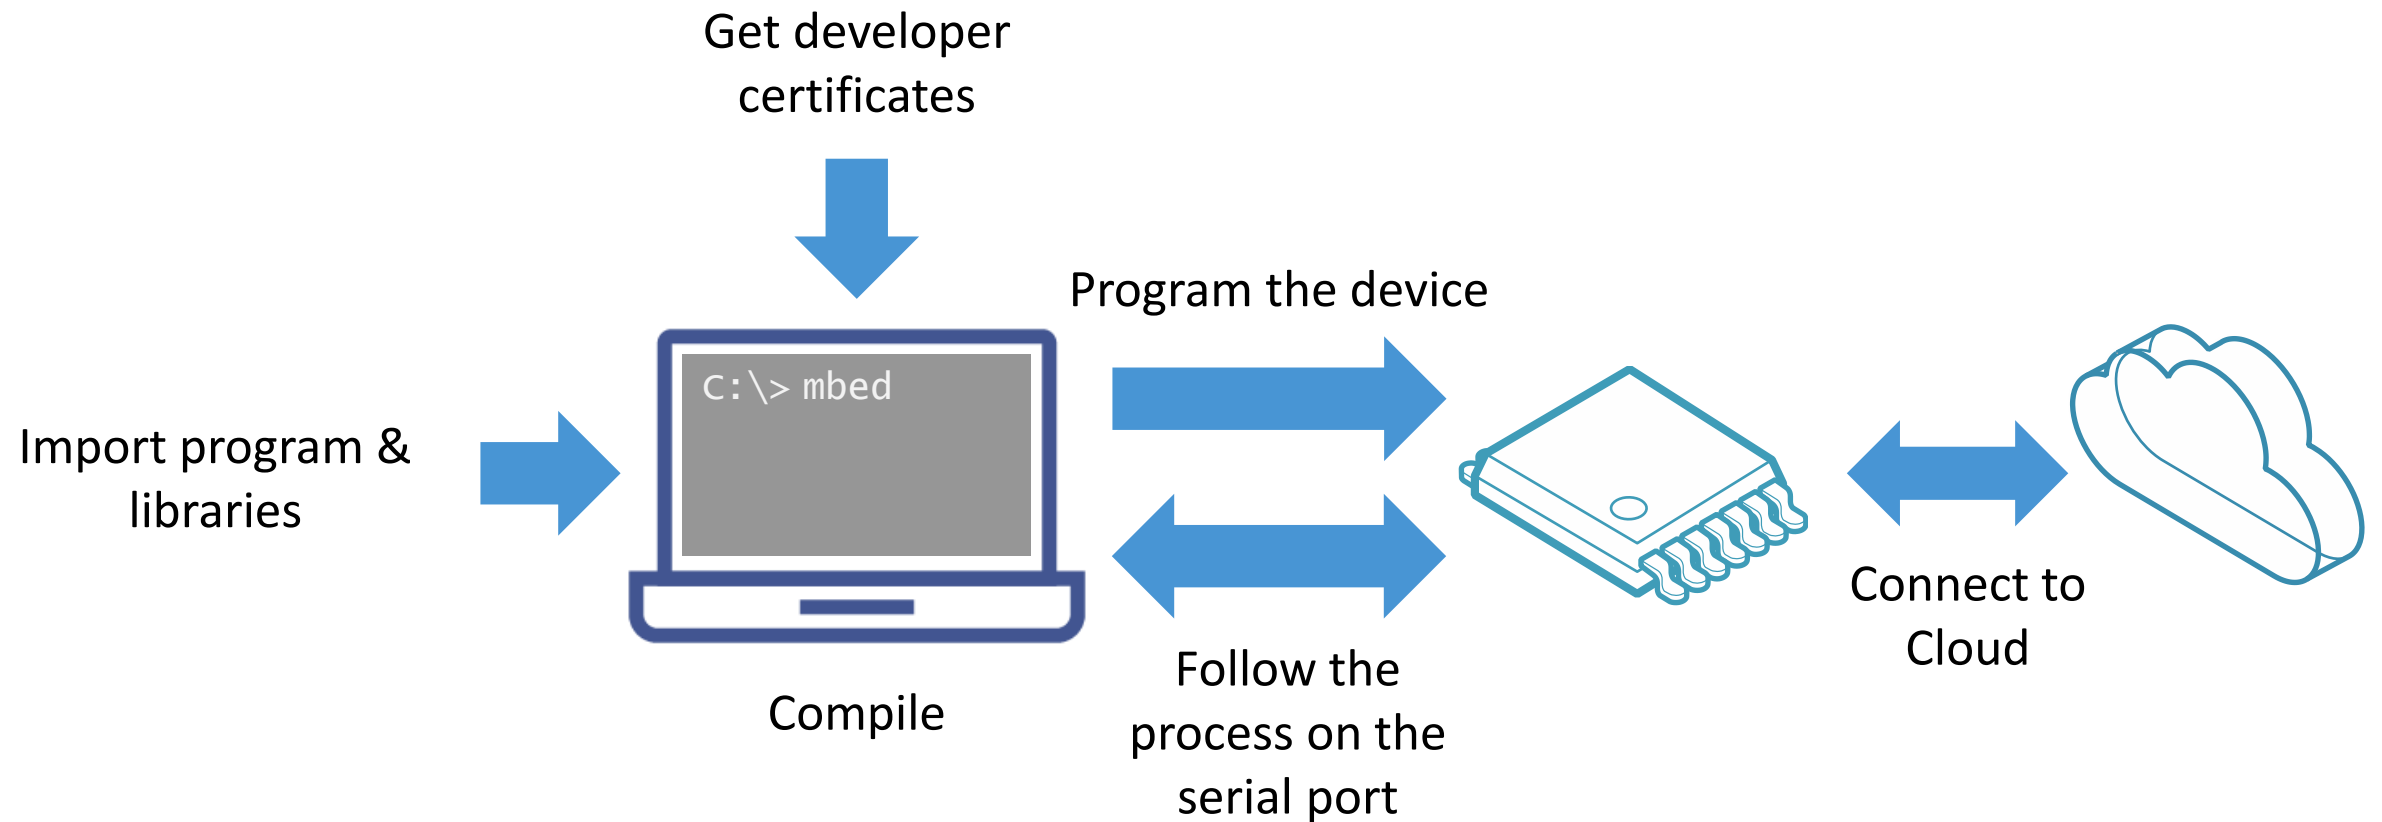 Get developer
certificates
Program the device
C:\> mbed
Import program &
libraries
Compile
Follow the
process on the
serial port
Connect to
Cloud